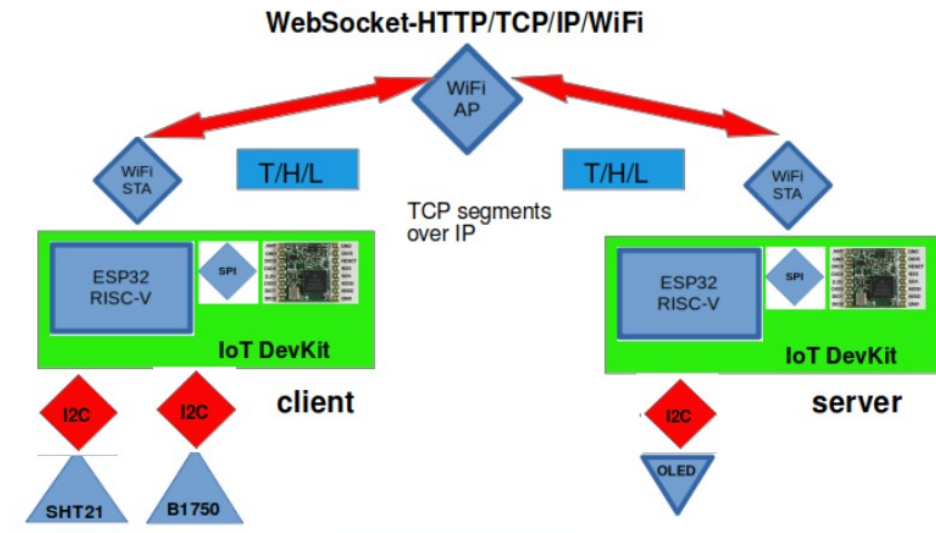 WebSocket-HTTP/TCP/IP/WiFi
WiFi
AP
WiFi
STA
T/H/L
T/H/L
WiFi
STA
TCP segments
over IP
ESP32
RISC-V
SPI
IoT DevKit
ESP32
RISC-V
SPI
IoT DevKit
client
server
I2C
I2C
I2C
SHT21
B1750
OLED